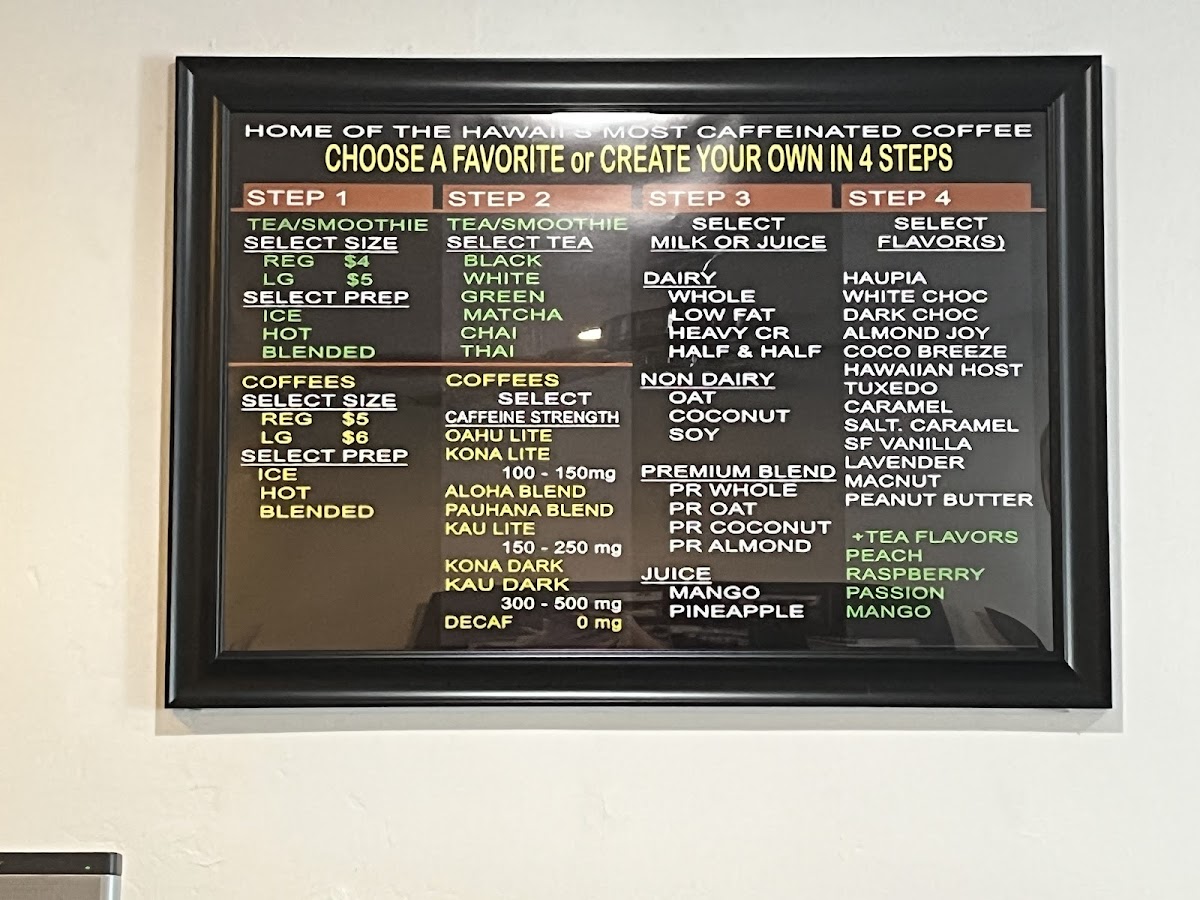 HOME OF THE HAWAII'S MOST CAFFEINATED COFFEE
CHOOSE A FAVORITE or CREATE YOUR OWN IN 4 STEPS
STEP 1
TEA/SMOOTHIE
SELECT SIZE
REG $4
LG $5
SELECT PREP
ICE
HOT
BLENDED
COFFEES
SELECT SIZE
REG $5
LG $6
SELECT PREP
ICE
HOT
BLENDED
STEP 2
TEA/SMOOTHIE
SELECT TEA
BLACK
WHITE
GREEN
MATCHA
CHAI
THAI
COFFEES
SELECT
CAFFEINE STRENGTH
OAHU LITE
KONA LITE
100 - 150mg
ALOHA BLEND
PAUHANA BLEND
KAU LITE
150 - 250 mg
KONA DARK
KAU DARK
300 - 500 mg
DECAF 0 mg
STEP 3
SELECT
MILK OR JUICE
DAIRY
WHOLE
LOW FAT
HEAVY CR
HALF & HALF
NON DAIRY
OAT
COCONUT
SOY
PREMIUM BLEND
PR WHOLE
PR OAT
PR COCONUT
PR ALMOND
JUICE
MANGO
PINEAPPLE
STEP 4
SELECT
FLAVOR(S)
HAUPIA
WHITE CHOC
DARK CHOC
ALMOND JOY
COCO BREEZE
HAWAIIAN HOST
TUXEDO
CARAMEL
SALT. CARAMEL
SF VANILLA
LAVENDER
MACNUT
PEANUT BUTTER
+TEA FLAVORS
PEACH
RASPBERRY
PASSION
MANGO